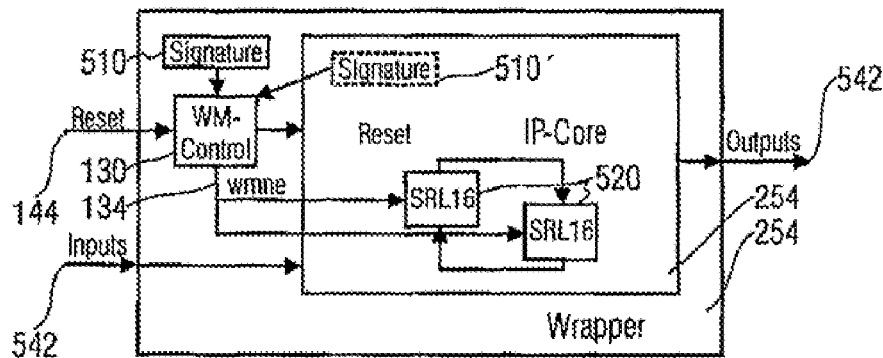 510
Signature
Signature
510´
542
Reset
WM-
Control
Reset
IP-Core
Outputs
130
144
134
wmne
SRL16
520
254
SRL16
254
Inputs
542
Wrapper